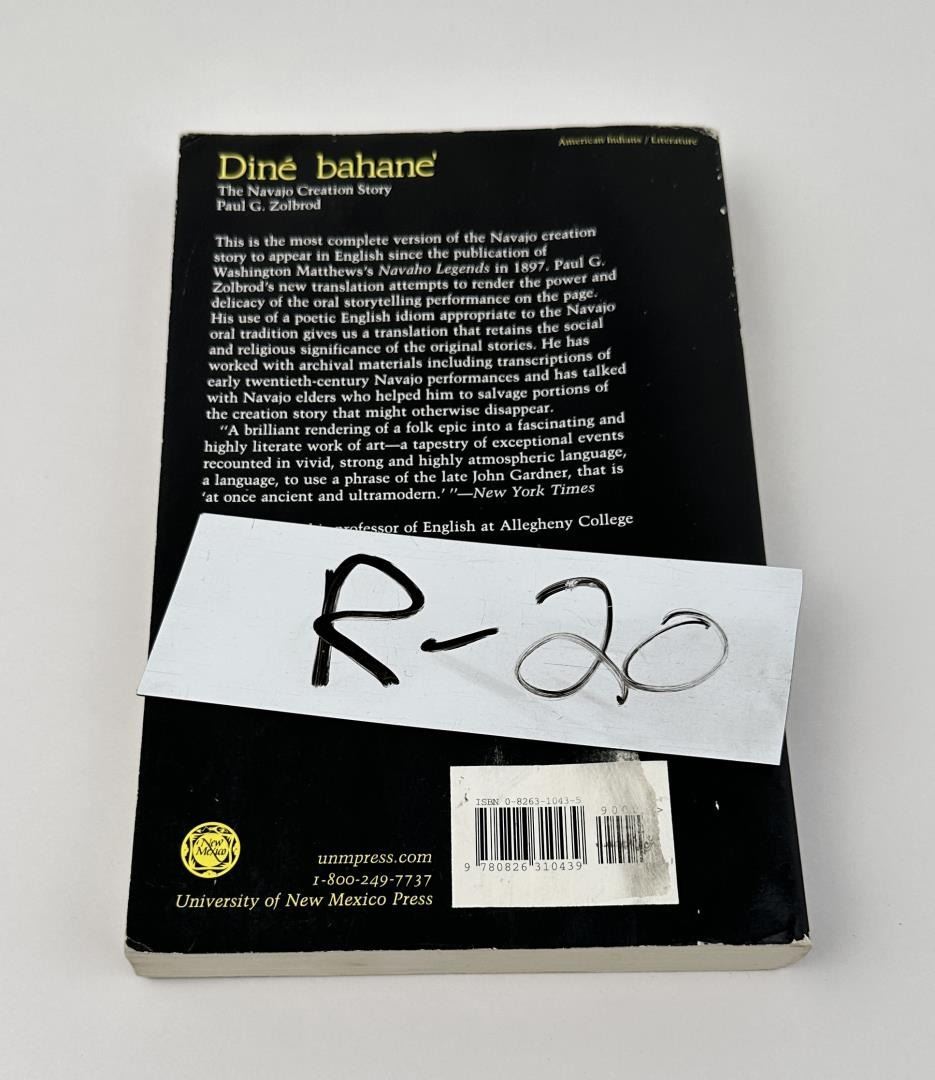 American Indians / Literature
Diné bahane'
The Navajo Creation Story
Paul G. Zolbrod
This is the most complete version of the Navajo creation
story to appear in English since the publication of
Washington Matthews's Navaho Legends in 1897. Paul G.
Zolbrod's new translation attempts to render the power and
delicacy of the oral storytelling performance on the page.
His use of a poetic English idiom appropriate to the Navajo
oral tradition gives us a translation that retains the social
and religious significance of the original stories. He has
worked with archival materials including transcriptions of
early twentieth-century Navajo performances and has talked
with Navajo elders who helped him to salvage portions of
the creation story that might otherwise disappear.
"A brilliant rendering of a folk epic into a fascinating and
highly literate work of art—a tapestry of exceptional events
recounted in vivid, strong and highly atmospheric language,
a language, to use a phrase of the late John Gardner, that is
'at once ancient and ultramodern.' "—New York Times
professor of English at Allegheny College
R-20
ISBN 0-8263-1043-5
9 780826 310439
New
Mexico
unmpress.com
1-800-249-7737
University of New Mexico Press